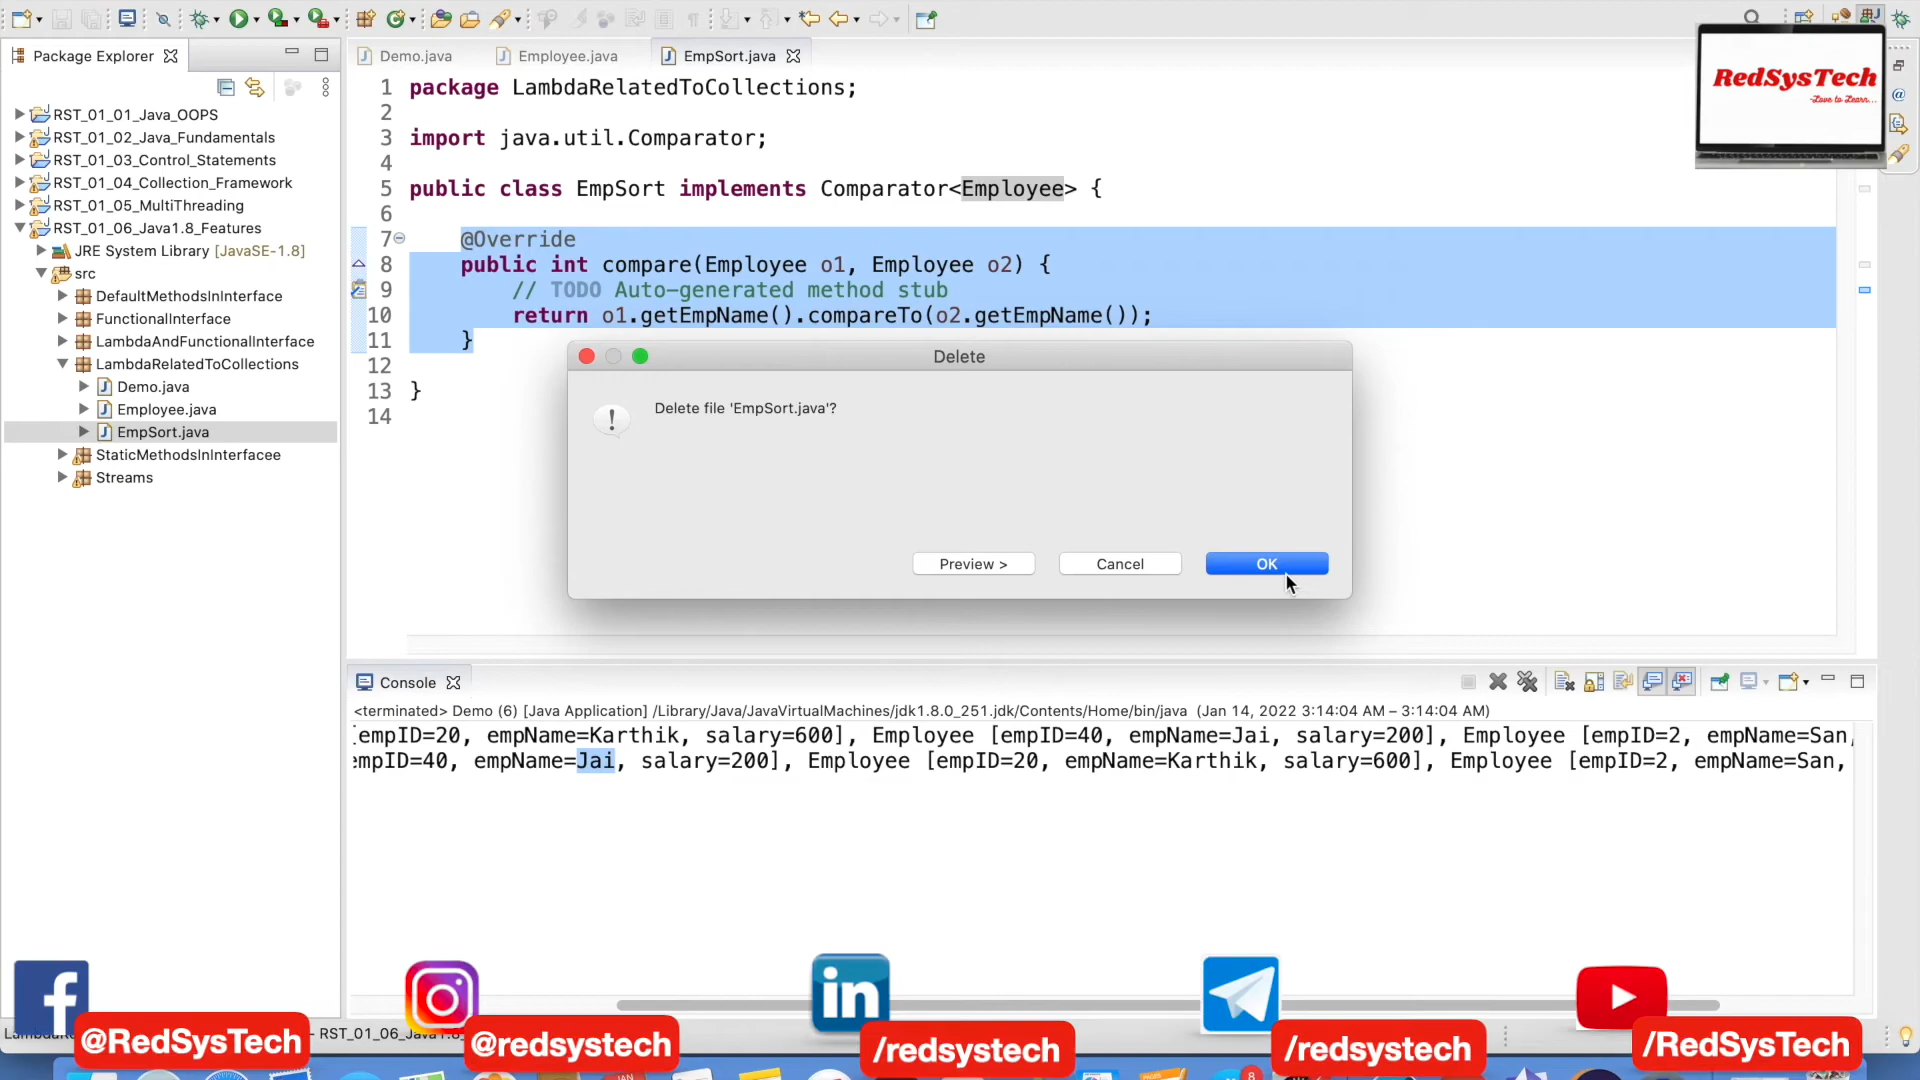 Package Explorer
Demo.java
Employee.java
EmpSort.java
RST_01_01_Java_OOPS
RST_01_02_Java_Fundamentals
RST_01_03_Control_Statements
RST_01_04_Collection_Framework
RST_01_05_MultiThreading
RST_01_06_Java1.8_Features
JRE System Library [JavaSE-1.8]
src
DefaultMethodsInInterface
FunctionalInterface
LambdaAndFunctionalInterface
LambdaRelatedToCollections
Demo.java
Employee.java
EmpSort.java
StaticMethodsInInterfacee
Streams
1 package LambdaRelatedToCollections;
2
3 import java.util.Comparator;
4
5 public class EmpSort implements Comparator<Employee> {
6
7 @Override
8 public int compare(Employee o1, Employee o2) {
9 // TODO Auto-generated method stub
10 return o1.getEmpName().compareTo(o2.getEmpName());
11 }
12
13 }
14
RedSysTech
-Love to Learn...
Delete
Delete file 'EmpSort.java'?
Preview >
Cancel
OK
Console
<terminated> Demo (6) [Java Application] /Library/Java/JavaVirtualMachines/jdk1.8.0_251.jdk/Contents/Home/bin/java (Jan 14, 2022 3:14:04 AM – 3:14:04 AM)
[empID=20, empName=Karthik, salary=600], Employee [empID=40, empName=Jai, salary=200], Employee [empID=2, empName=San,
empID=40, empName=Jai, salary=200], Employee [empID=20, empName=Karthik, salary=600], Employee [empID=2, empName=San,
- RST_01_06_Java1.8_
@RedSysTech
@redsystech
/redsystech
/redsystech
/RedSysTech
JAN
8